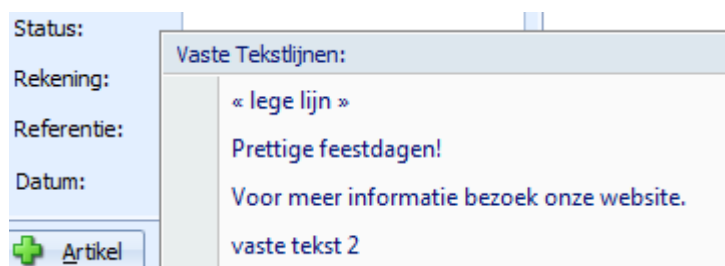 Status:
Vaste Tekstlijnen:
Rekening:
« lege lijn »
Referentie:
Prettige feestdagen!
Datum:
Voor meer informatie bezoek onze website.
Artikel
vaste tekst 2